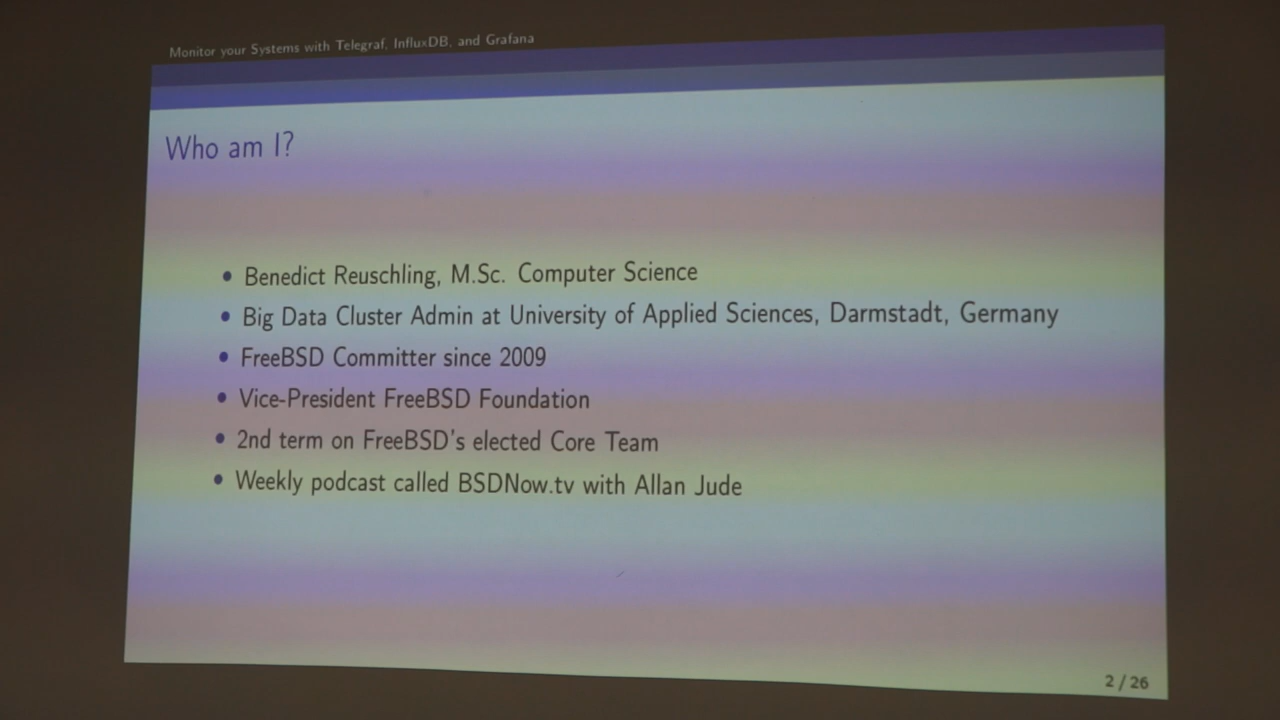 Monitor your Systems with Telegraf, InfluxDB, and Grafana
Who am I?
• Benedict Reuschling, M.Sc. Computer Science
• Big Data Cluster Admin at University of Applied Sciences, Darmstadt, Germany
• FreeBSD Committer since 2009
• Vice-President FreeBSD Foundation
• 2nd term on FreeBSD's elected Core Team
• Weekly podcast called BSDNow.tv with Allan Jude
2 / 26